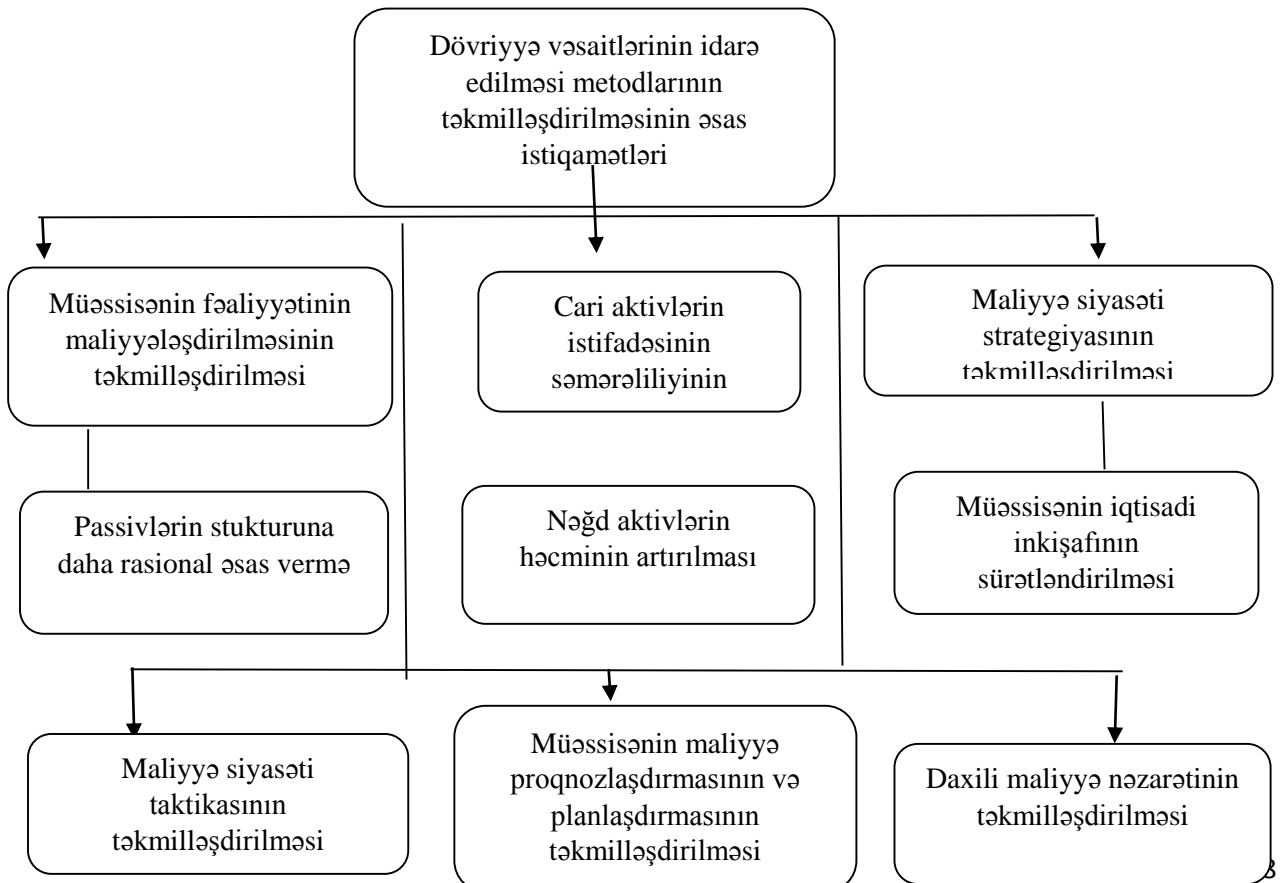 Dövriyyə vəsaitlərinin idarə
edilməsi metodlarının
təkmilləşdirilməsinin əsas
istiqamətləri
Müəssisənin fəaliyyətinin
maliyyələşdirilməsinin
təkmilləşdirilməsi
Cari aktivlərin
istifadəsinin
səmərəliliyinin
Maliyyə siyasəti
strategiyasının
təkmilləşdirilməsi
Passivlərin stukturuna
daha rasional əsas vermə
Nəğd aktivlərin
həcminin artırılması
Müəssisənin iqtisadi
inkişafının
sürətləndirilməsi
Maliyyə siyasəti
taktikasının
təkmilləşdirilməsi
Müəssisənin maliyyə
proqnozlaşdırmasının və
planlaşdırmasının
təkmilləşdirilməsi
Daxili maliyyə nəzarətinin
təkmilləşdirilməsi